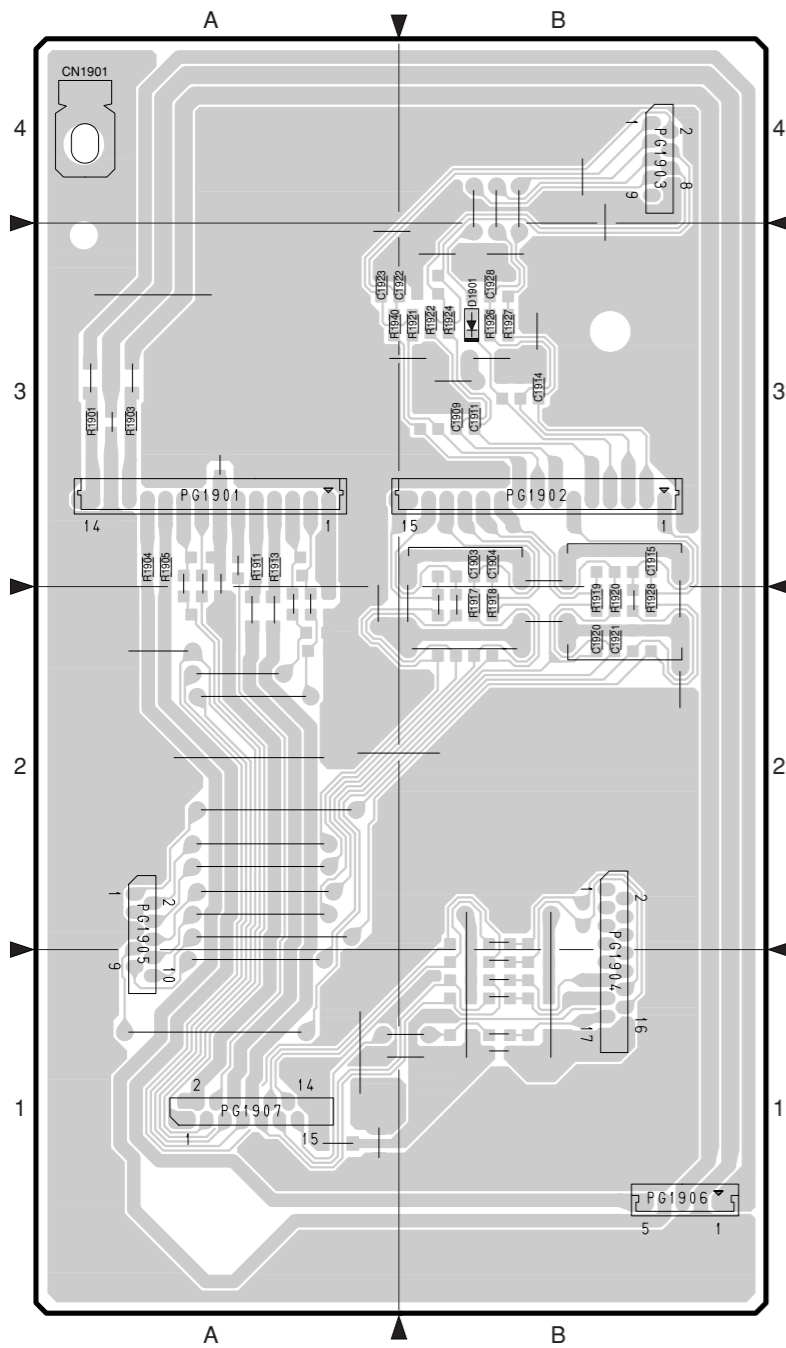 A B
CN1901
4 4
1 2
PG1903
9 8
C1923 C1922 C1928 D1901
R1940 R1921 R1922 R1924 R1926 R1927
3 3
C1914
R1901 R1903 C1909 C1911
PG1901 PG1902
14 1 15 1
R1904 R1905 R1911 R1913 C1903 C1904 C1915
R1917 R1918 R1919 R1920 R1928
C1920 C1921
2 2
1 2 1 2
PG1905 PG1904
9 10
17 16
2 14
1 1
PG1907
1 15
PG1906
5 1
A B